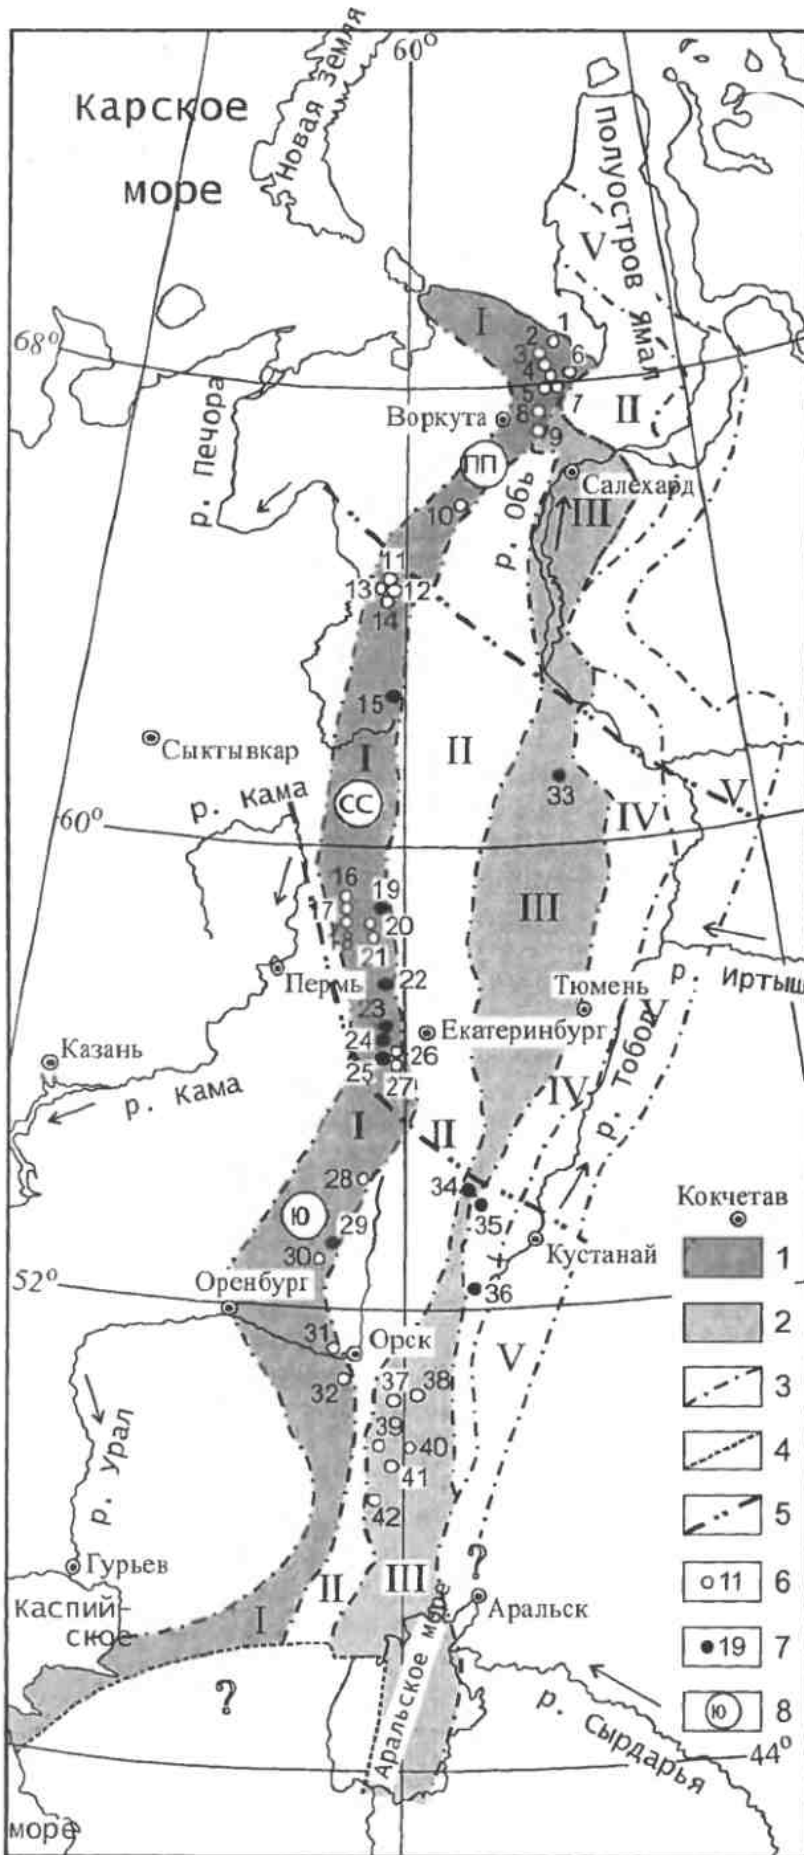 60°
Карское
море
Новая Земля
Полуостров Ямал
V
I
1
2
3
4
5
6
7
8
9
68°
II
Воркута
р. Печора
ПП
р. Обь
Салехард
III
10
11
13
12
14
15
Сыктывкар
I
II
33
СС
р. Кама
60°
IV
V
16
19
17
20
III
21
Пермь
22
р. Иртыш
Тюмень
23
24
Екатеринбург
Казань
26
25
27
р. Кама
р. Тобол
V
IV
I
II
28
34
35
Ю
29
30
Кокчетав
Кустанай
52°
Оренбург
36
31
Орск
V
32
37
38
39
40
41
42
р. Урал
Гурьев
?
Каспий-
ское
I
II
III
Аральск
?
Аральское море
р. Сырдарья
44°
море
1
2
3
4
5
11
6
19
7
Ю
8